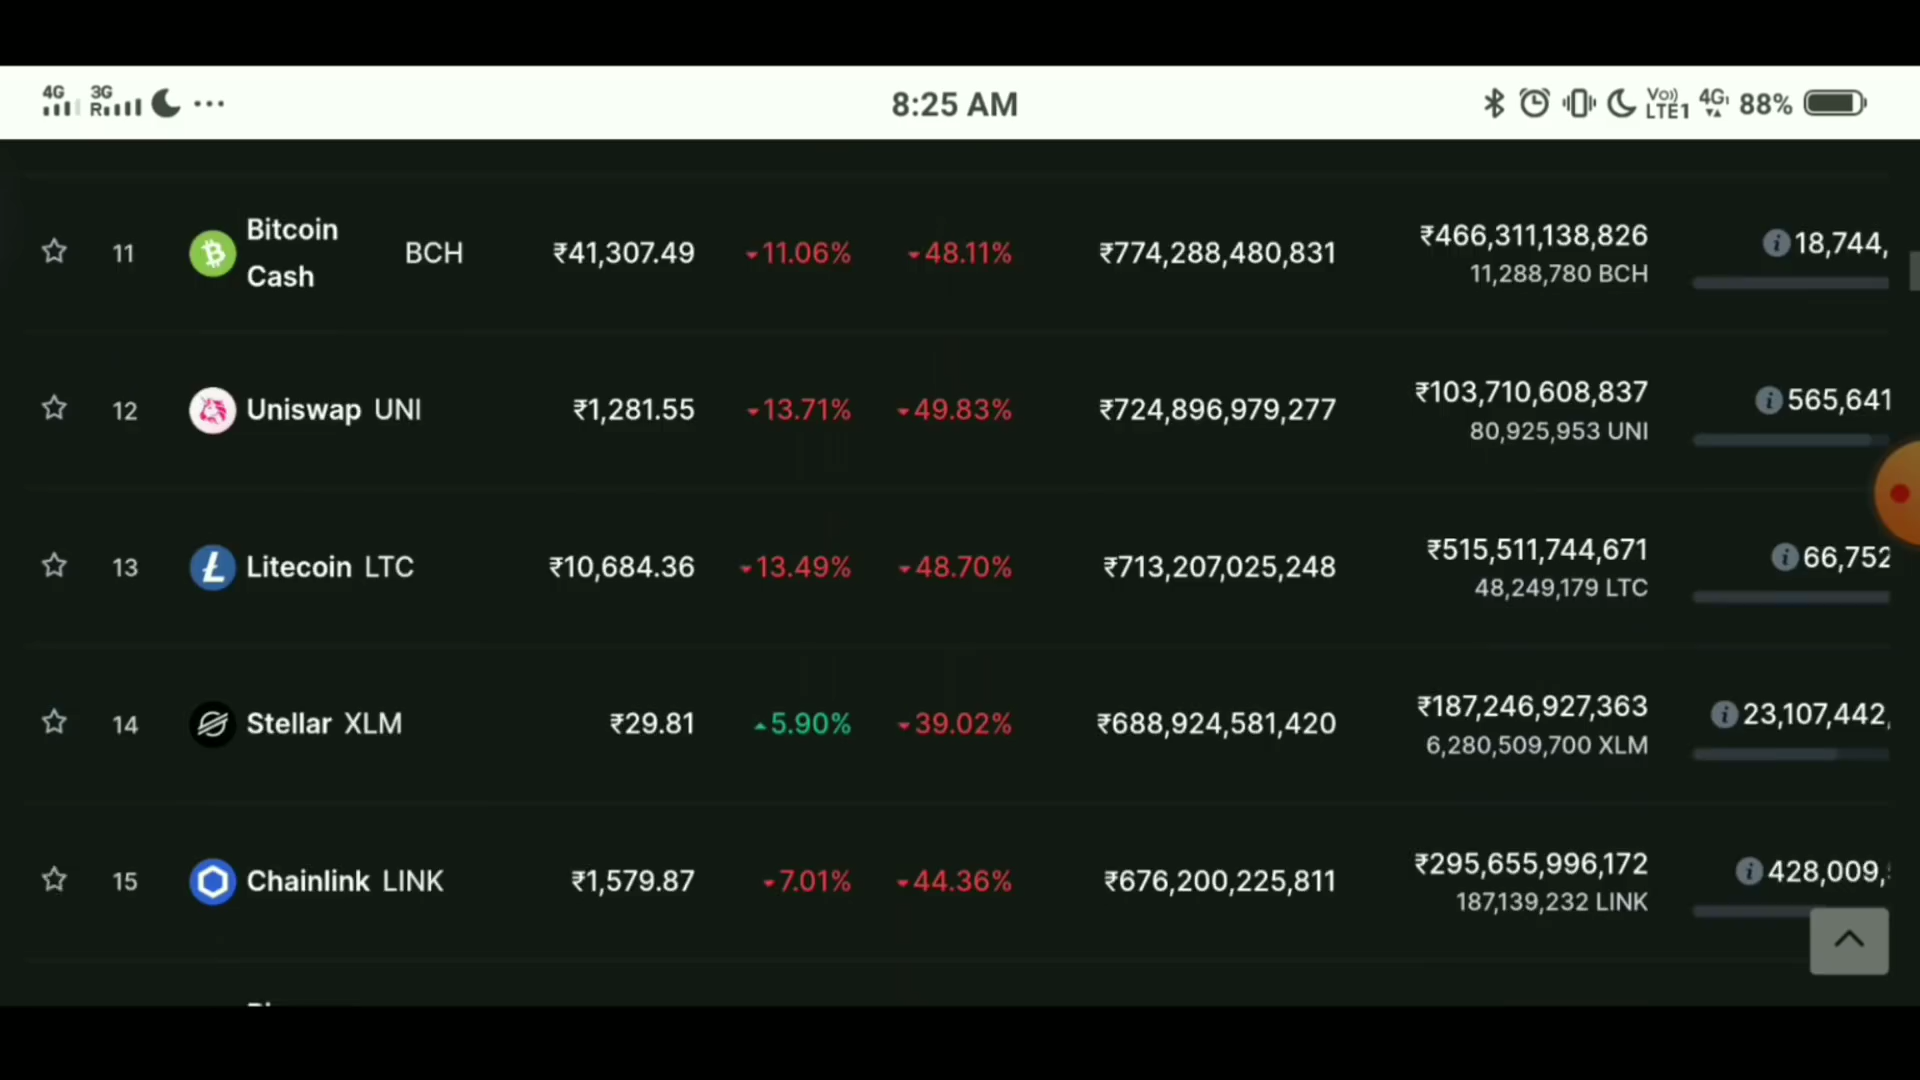 4G 3G R 8:25 AM Vo)) LTE1 4G 88%
11 Bitcoin Cash BCH ₹41,307.49 11.06% 48.11% ₹774,288,480,831 ₹466,311,138,826 18,744,
11,288,780 BCH
12 Uniswap UNI ₹1,281.55 13.71% 49.83% ₹724,896,979,277 ₹103,710,608,837 565,641
80,925,953 UNI
13 Litecoin LTC ₹10,684.36 13.49% 48.70% ₹713,207,025,248 ₹515,511,744,671 66,752
48,249,179 LTC
14 Stellar XLM ₹29.81 5.90% 39.02% ₹688,924,581,420 ₹187,246,927,363 23,107,442,
6,280,509,700 XLM
15 Chainlink LINK ₹1,579.87 7.01% 44.36% ₹676,200,225,811 ₹295,655,996,172 428,009,
187,139,232 LINK